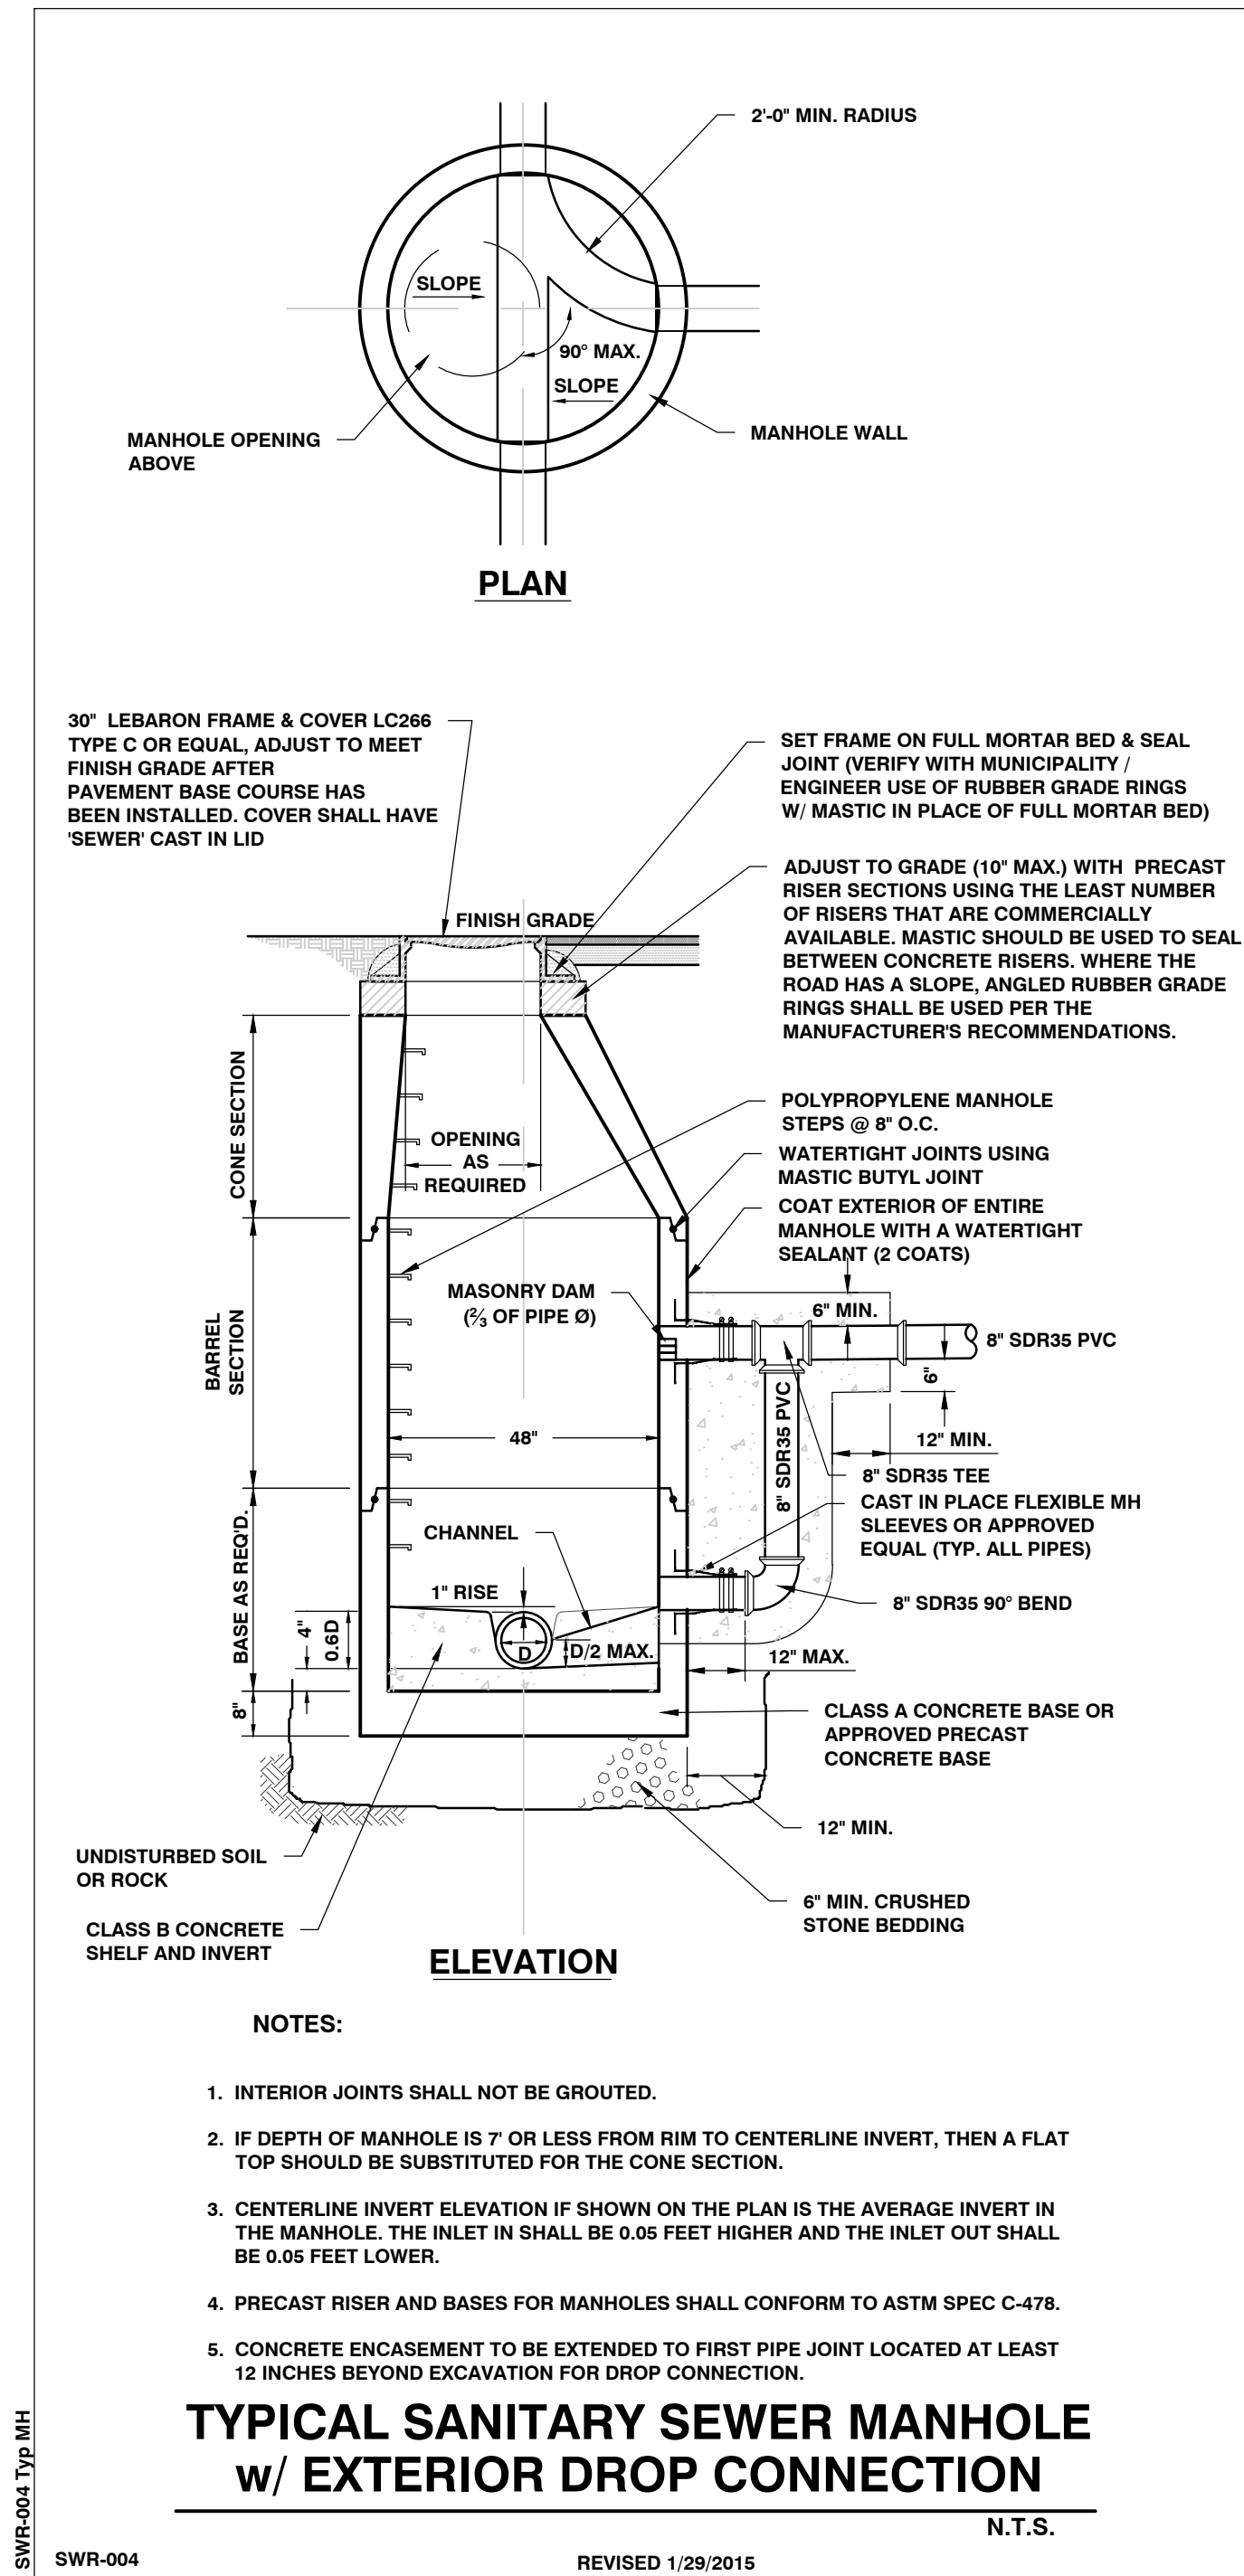 2'-0" MIN. RADIUS
SLOPE
90° MAX.
SLOPE
MANHOLE OPENING
ABOVE
MANHOLE WALL
PLAN
30" LEBARON FRAME & COVER LC266
TYPE C OR EQUAL, ADJUST TO MEET
FINISH GRADE AFTER
PAVEMENT BASE COURSE HAS
BEEN INSTALLED. COVER SHALL HAVE
'SEWER' CAST IN LID
SET FRAME ON FULL MORTAR BED & SEAL
JOINT (VERIFY WITH MUNICIPALITY /
ENGINEER USE OF RUBBER GRADE RINGS
W/ MASTIC IN PLACE OF FULL MORTAR BED)
ADJUST TO GRADE (10" MAX.) WITH PRECAST
RISER SECTIONS USING THE LEAST NUMBER
OF RISERS THAT ARE COMMERCIALLY
AVAILABLE. MASTIC SHOULD BE USED TO SEAL
BETWEEN CONCRETE RISERS. WHERE THE
ROAD HAS A SLOPE, ANGLED RUBBER GRADE
RINGS SHALL BE USED PER THE
MANUFACTURER'S RECOMMENDATIONS.
FINISH GRADE
CONE SECTION
OPENING
AS
REQUIRED
POLYPROPYLENE MANHOLE
STEPS @ 8" O.C.
WATERTIGHT JOINTS USING
MASTIC BUTYL JOINT
COAT EXTERIOR OF ENTIRE
MANHOLE WITH A WATERTIGHT
SEALANT (2 COATS)
MASONRY DAM
(⅔ OF PIPE Ø)
6" MIN.
8" SDR35 PVC
BARREL
SECTION
6"
8" SDR35 PVC
48"
12" MIN.
8" SDR35 TEE
CAST IN PLACE FLEXIBLE MH
SLEEVES OR APPROVED
EQUAL (TYP. ALL PIPES)
CHANNEL
1" RISE
8" SDR35 90° BEND
BASE AS REQ'D.
4"
0.6D
D
D/2 MAX.
12" MAX.
8"
CLASS A CONCRETE BASE OR
APPROVED PRECAST
CONCRETE BASE
12" MIN.
UNDISTURBED SOIL
OR ROCK
6" MIN. CRUSHED
STONE BEDDING
CLASS B CONCRETE
SHELF AND INVERT
ELEVATION
NOTES:
1. INTERIOR JOINTS SHALL NOT BE GROUTED.
2. IF DEPTH OF MANHOLE IS 7' OR LESS FROM RIM TO CENTERLINE INVERT, THEN A FLAT
TOP SHOULD BE SUBSTITUTED FOR THE CONE SECTION.
3. CENTERLINE INVERT ELEVATION IF SHOWN ON THE PLAN IS THE AVERAGE INVERT IN
THE MANHOLE. THE INLET IN SHALL BE 0.05 FEET HIGHER AND THE INLET OUT SHALL
BE 0.05 FEET LOWER.
4. PRECAST RISER AND BASES FOR MANHOLES SHALL CONFORM TO ASTM SPEC C-478.
5. CONCRETE ENCASEMENT TO BE EXTENDED TO FIRST PIPE JOINT LOCATED AT LEAST
12 INCHES BEYOND EXCAVATION FOR DROP CONNECTION.
TYPICAL SANITARY SEWER MANHOLE
w/ EXTERIOR DROP CONNECTION
N.T.S.
SWR-004 Typ MH
SWR-004
REVISED 1/29/2015